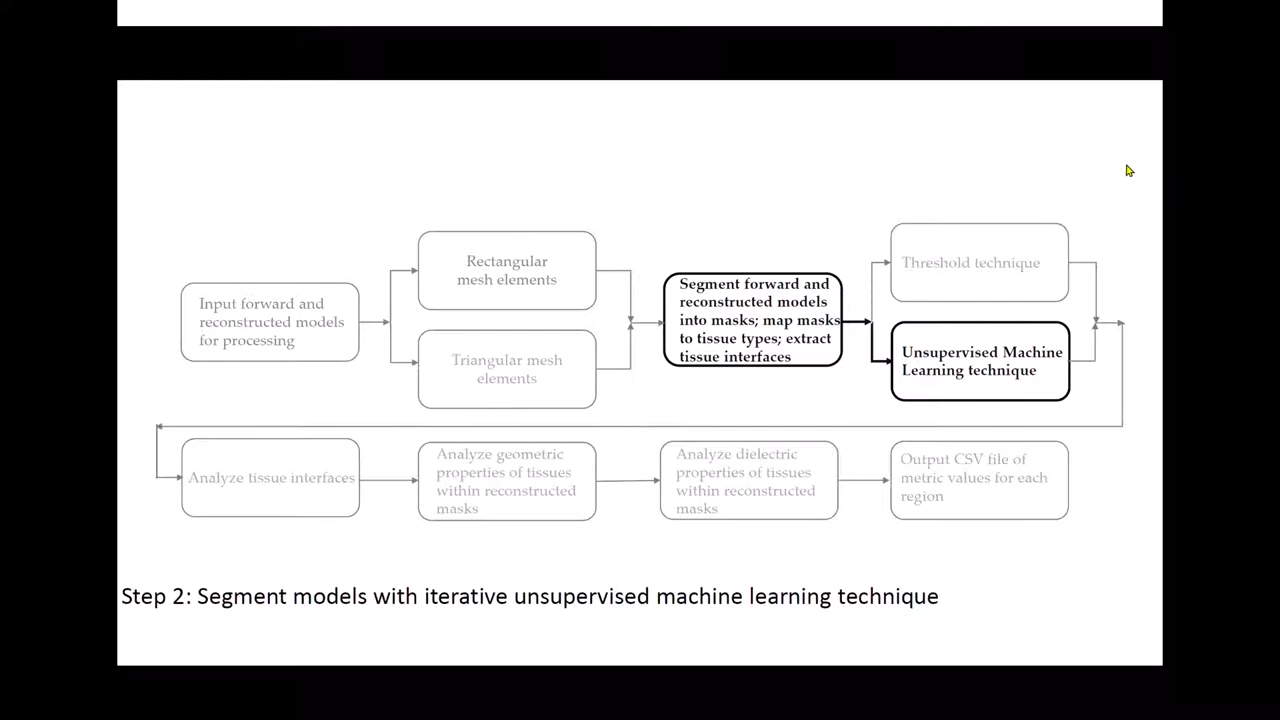 Rectangular
mesh elements
Input forward and
reconstructed models
for processing
Triangular mesh
elements
Segment forward and
reconstructed models
into masks; map masks
to tissue types; extract
tissue interfaces
Threshold technique
Unsupervised Machine
Learning technique
Analyze tissue interfaces
Analyze geometric
properties of tissues
within reconstructed
masks
Analyze dielectric
properties of tissues
within reconstructed
masks
Output CSV file of
metric values for each
region
Step 2: Segment models with iterative unsupervised machine learning technique